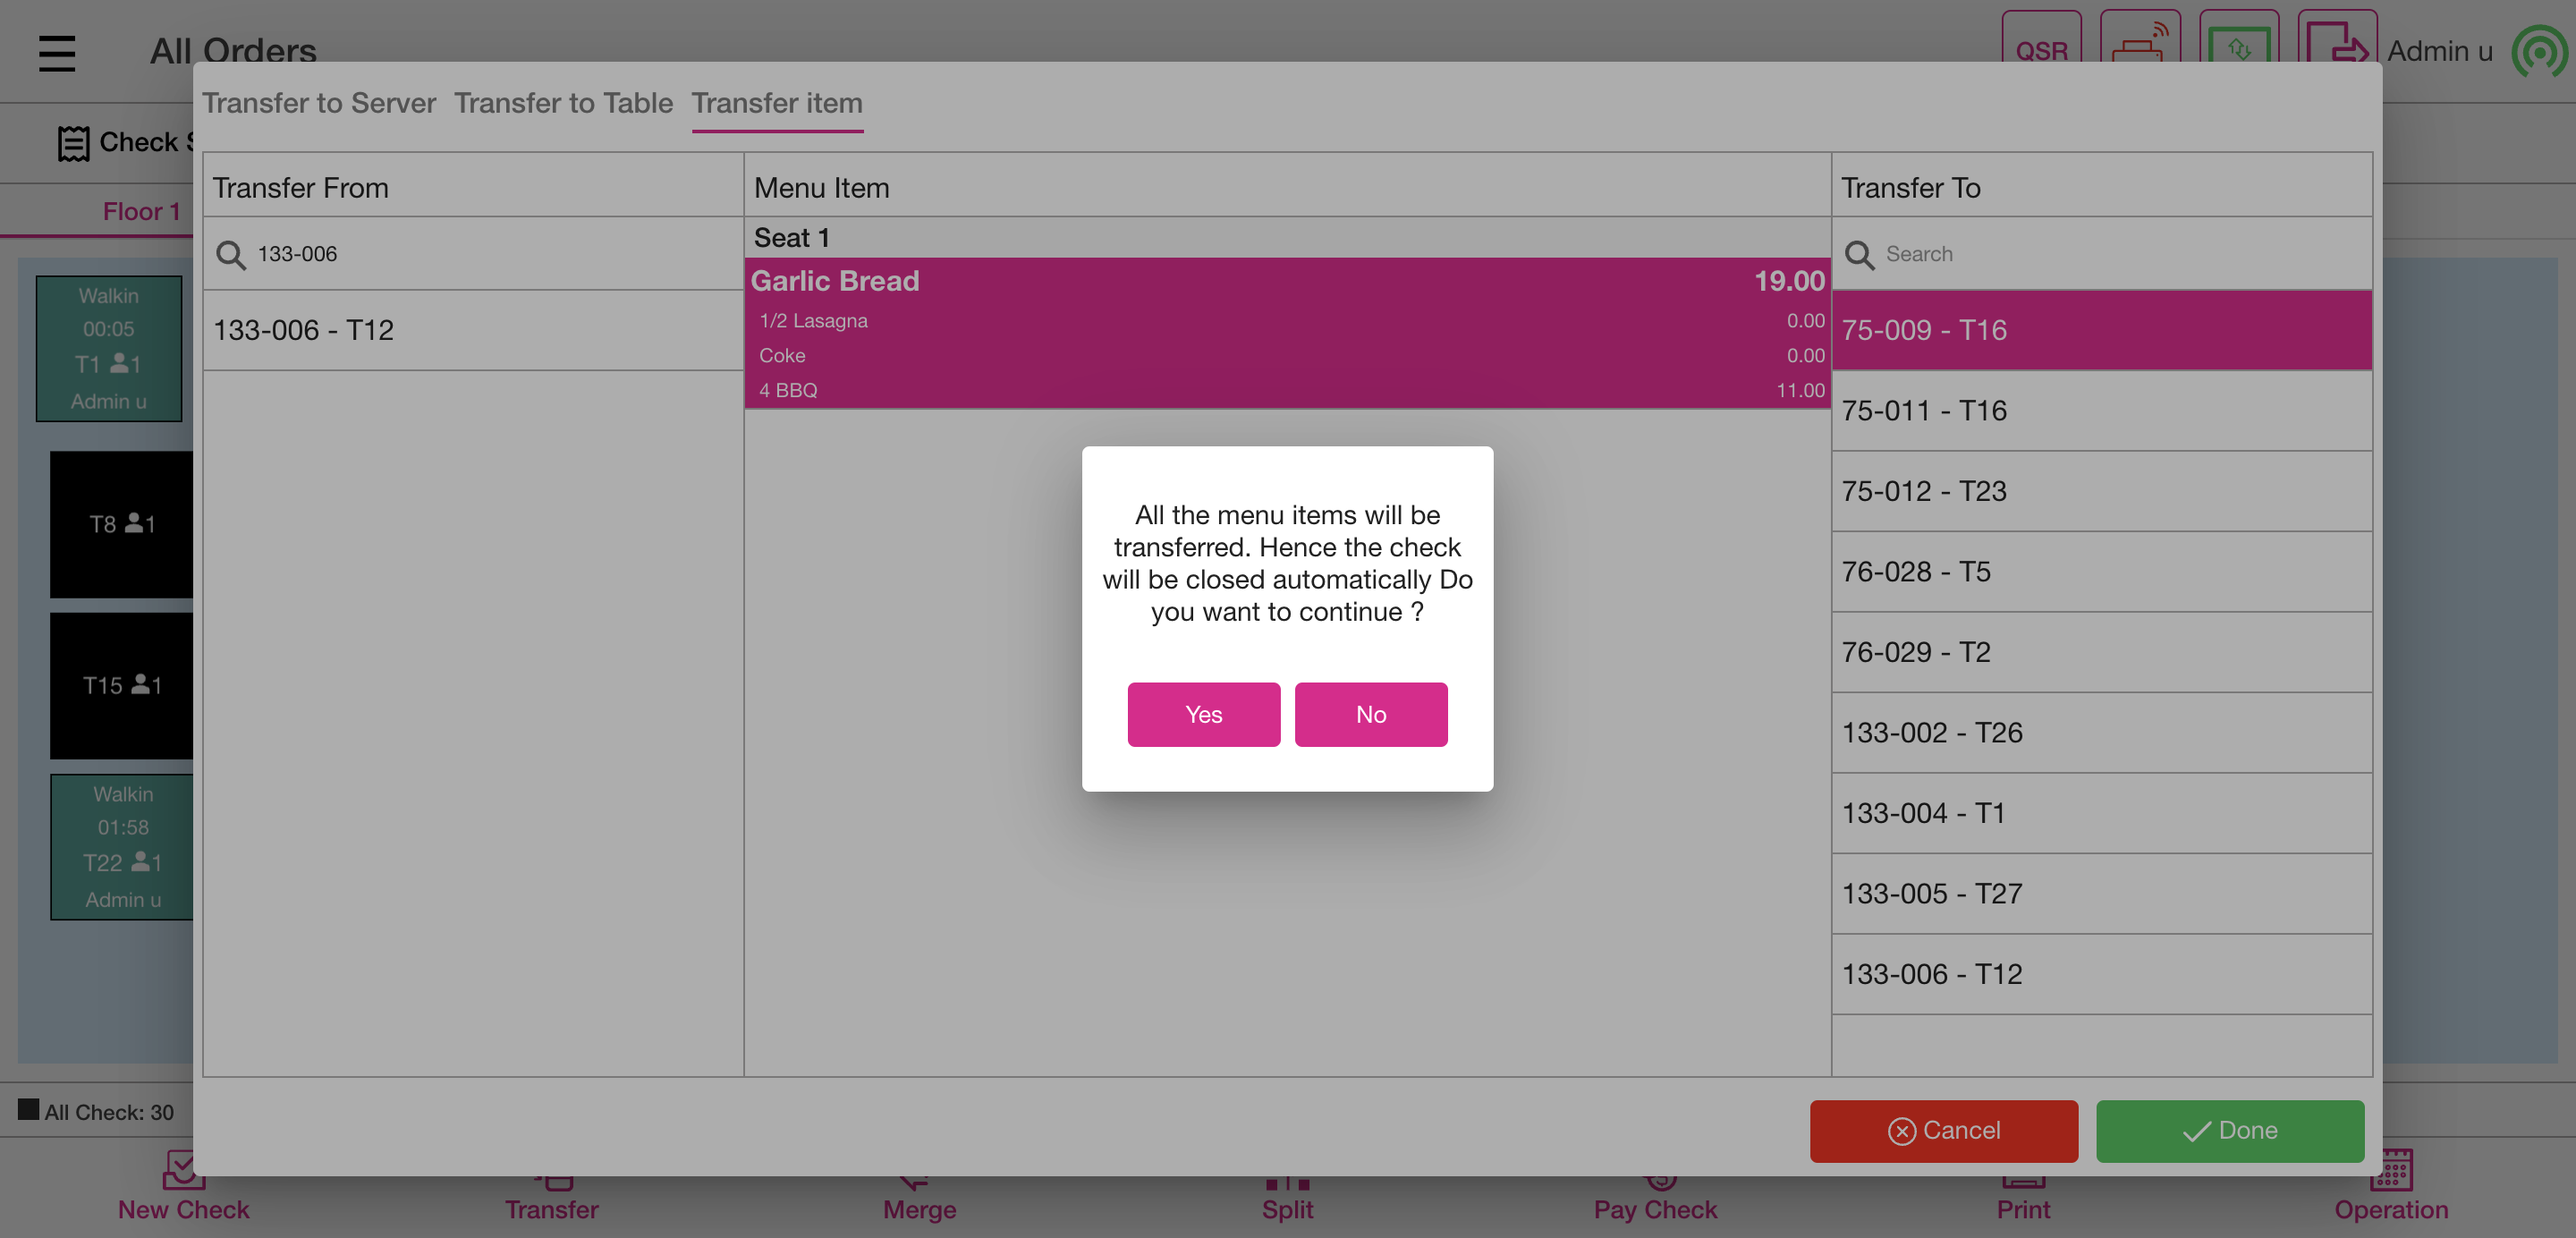 All Orders
QSR
Admin u
Transfer to Server Transfer to Table Transfer item
Check
Floor 1
Transfer From
133-006
133-006 - T12
Menu Item
Seat 1
Garlic Bread 19.00
1/2 Lasagna 0.00
Coke 0.00
4 BBQ 11.00
Transfer To
Search
75-009 - T16
75-011 - T16
75-012 - T23
76-028 - T5
76-029 - T2
133-002 - T26
133-004 - T1
133-005 - T27
133-006 - T12
Walkin
00:05
T1 1
Admin u
T8 1
T15 1
Walkin
01:58
T22 1
Admin u
All the menu items will be
transferred. Hence the check
will be closed automatically Do
you want to continue ?
Yes No
All Check: 30
Cancel Done
New Check Transfer Merge Split Pay Check Print Operation